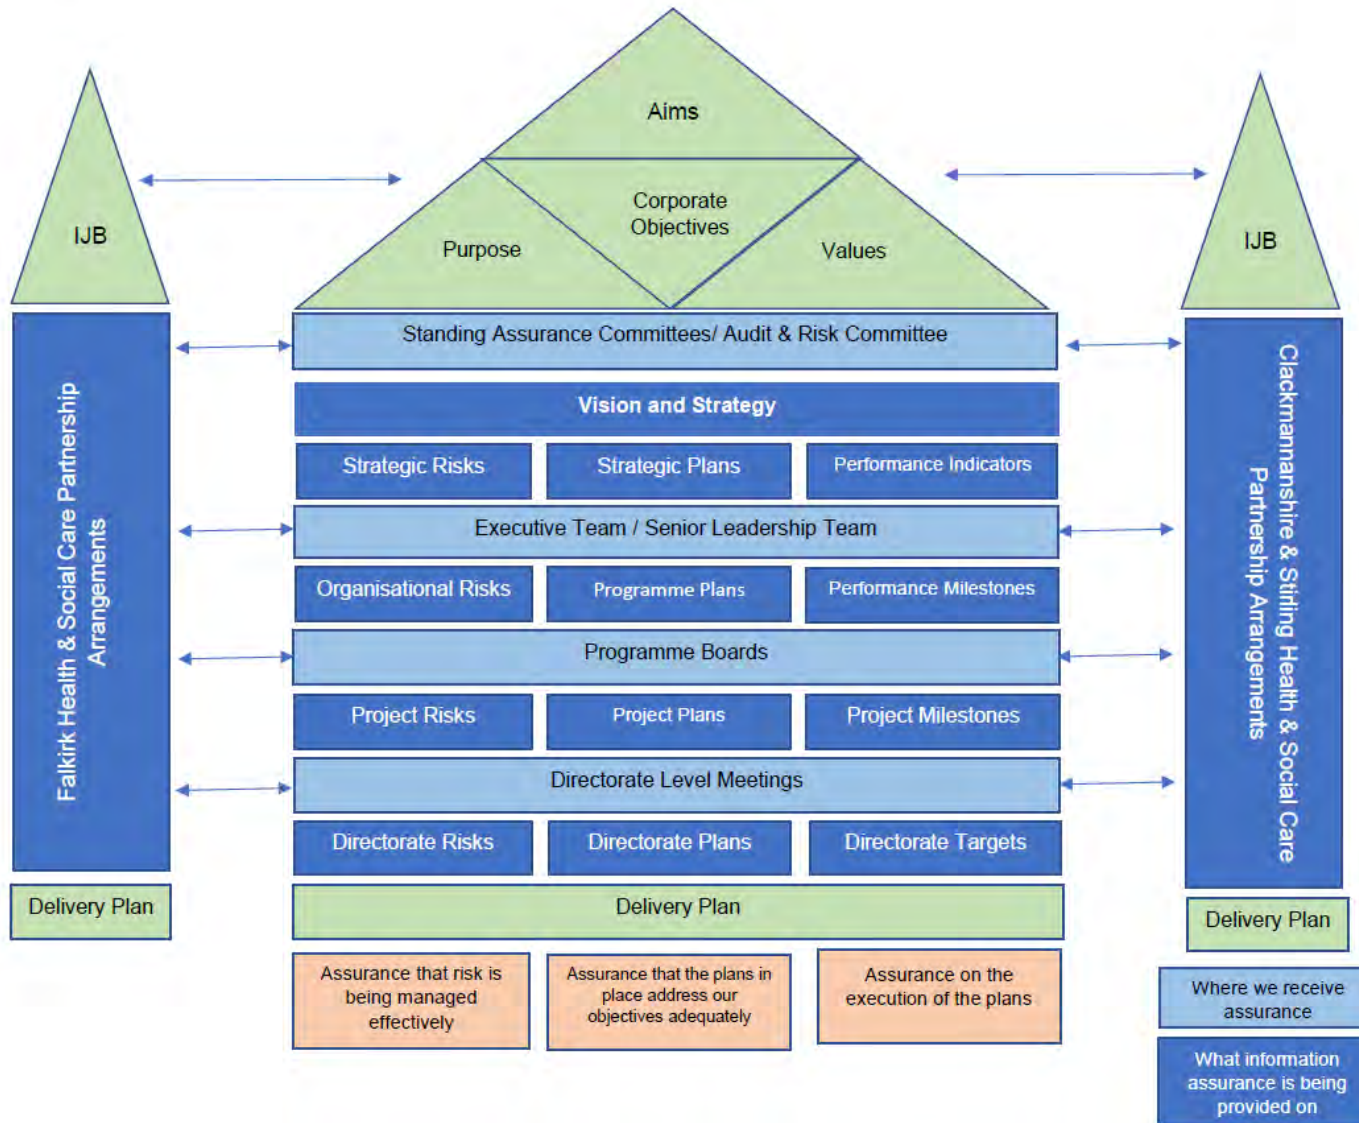 Aims
Corporate
Objectives
Purpose
Values
IJB
IJB
Standing Assurance Committees/ Audit & Risk Committee
Vision and Strategy
Strategic Risks
Strategic Plans
Performance Indicators
Executive Team / Senior Leadership Team
Organisational Risks
Programme Plans
Performance Milestones
Programme Boards
Project Risks
Project Plans
Project Milestones
Directorate Level Meetings
Directorate Risks
Directorate Plans
Directorate Targets
Delivery Plan
Assurance that risk is
being managed
effectively
Assurance that the plans in
place address our
objectives adequately
Assurance on the
execution of the plans
Falkirk Health & Social Care Partnership
Arrangements
Delivery Plan
Clackmannanshire & Stirling Health & Social Care
Partnership Arrangements
Delivery Plan
Where we receive
assurance
What information
assurance is being
provided on